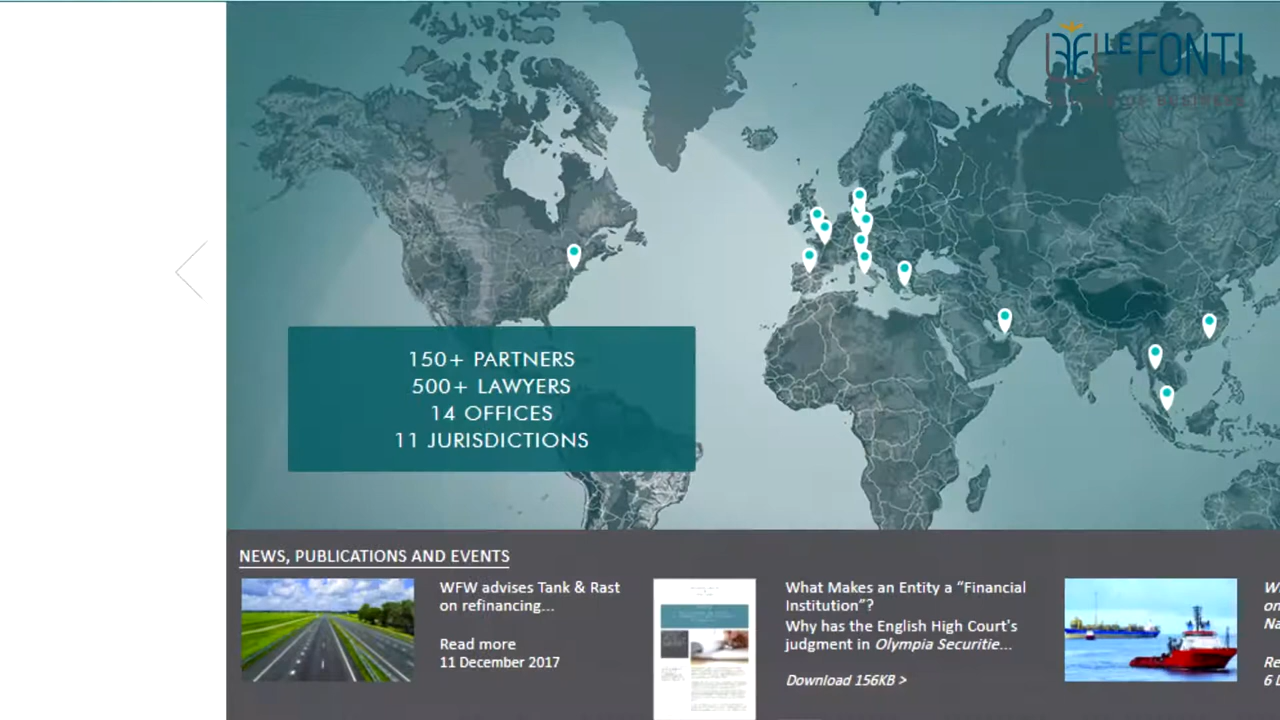 LE FONTI
150+ PARTNERS
500+ LAWYERS
14 OFFICES
11 JURISDICTIONS
NEWS, PUBLICATIONS AND EVENTS
WFW advises Tank & Rast
on refinancing...
Read more
11 December 2017
What Makes an Entity a “Financial
Institution”?
Why has the English High Court's
judgment in Olympia Securitie...
Download 156KB >